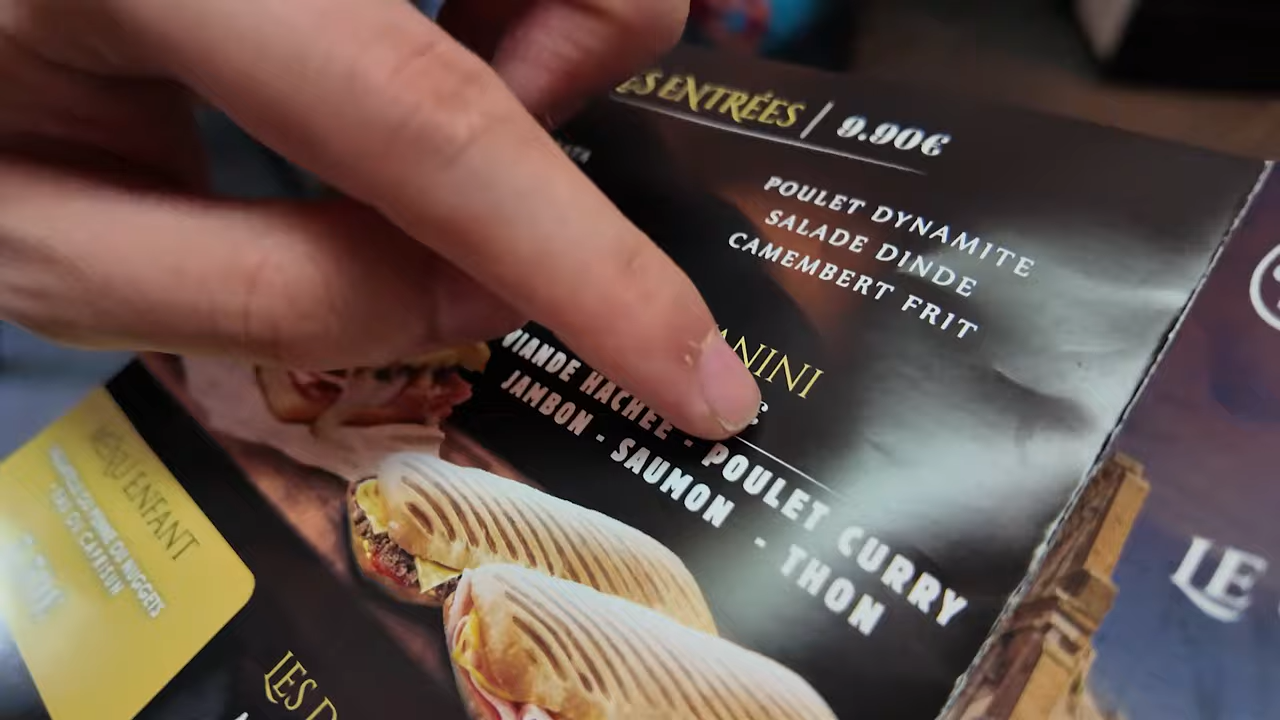 ES ENTRÉES / 9.90€
POULET DYNAMITE
SALADE DINDE
CAMEMBERT FRIT
ANINI
€
VIANDE HACHÉE - POULET CURRY
JAMBON - SAUMON - THON
MENU ENFANT
LES D
LE